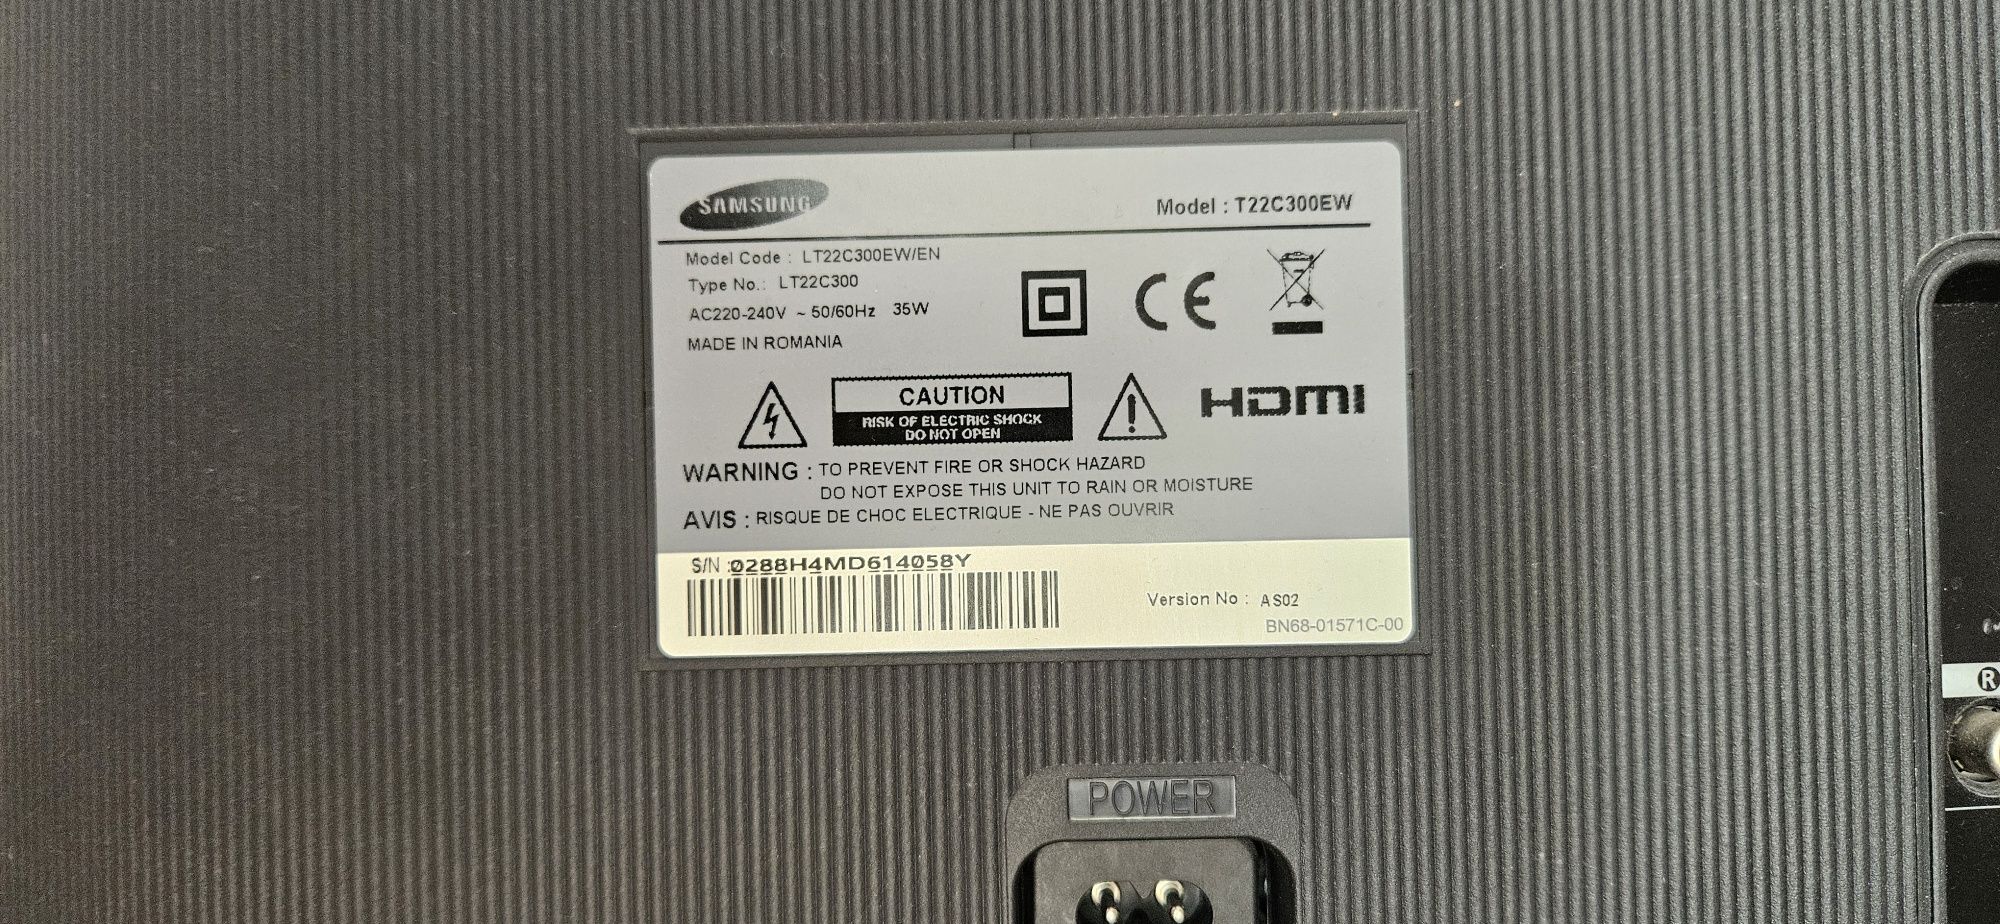 SAMSUNG
Model : T22C300EW
Model Code : LT22C300EW/EN
Type No.: LT22C300
AC220-240V ~ 50/60Hz 35W
MADE IN ROMANIA
CE
CAUTION
RISK OF ELECTRIC SHOCK
DO NOT OPEN
HDMI
WARNING : TO PREVENT FIRE OR SHOCK HAZARD
DO NOT EXPOSE THIS UNIT TO RAIN OR MOISTURE
AVIS : RISQUE DE CHOC ELECTRIQUE - NE PAS OUVRIR
S/N :0288H4MD614058Y
Version No : AS02
BN68-01571C-00
POWER
R